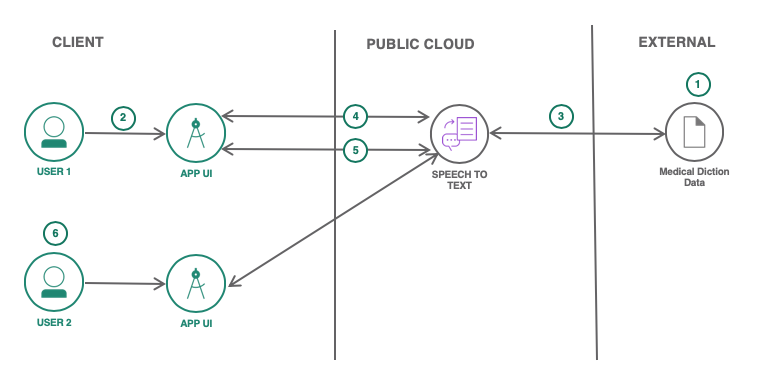 CLIENT
PUBLIC CLOUD
EXTERNAL
1
2
4
3
5
USER 1
APP UI
SPEECH TO
TEXT
Medical Diction
Data
6
USER 2
APP UI